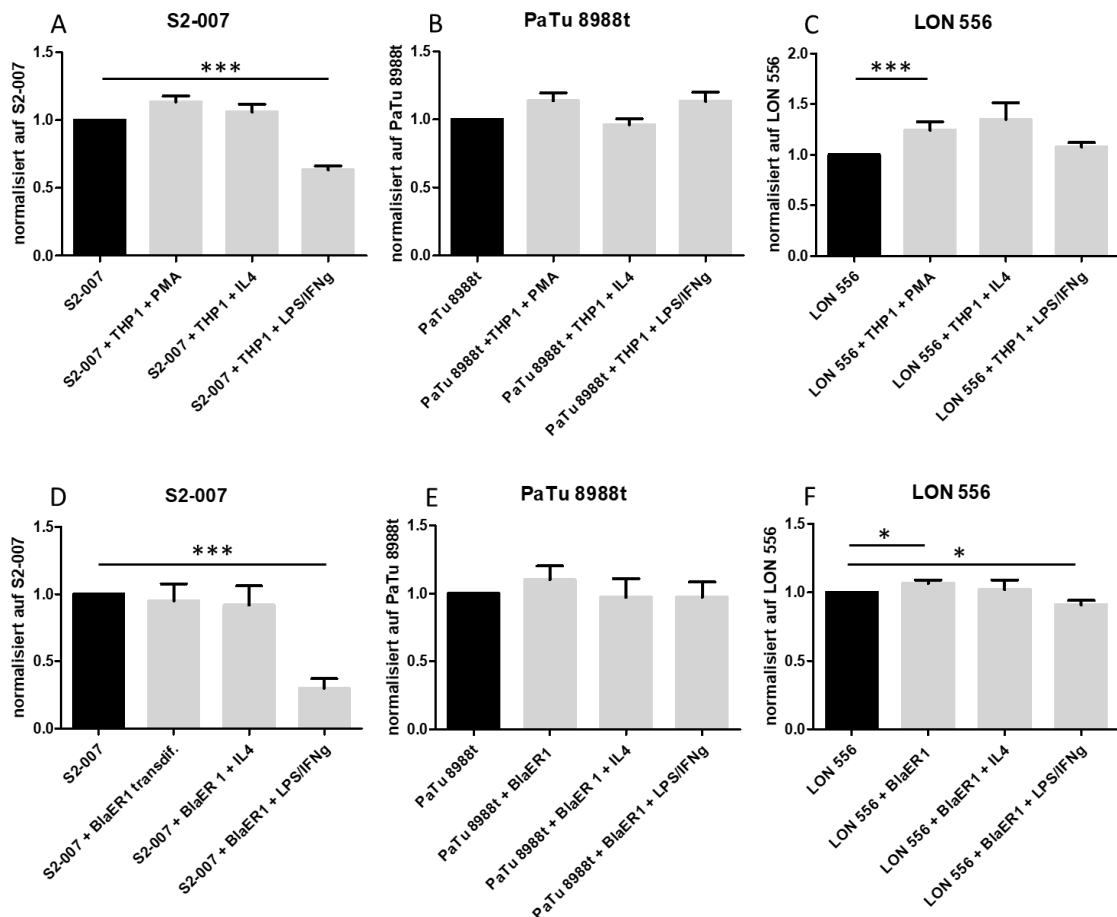 A
S2-007
normalisiert auf S2-007
1.5
1.0
0.5
0.0
***
S2-007
S2-007 + THP1 + PMA
S2-007 + THP1 + IL4
S2-007 + THP1 + LPS/IFNg
B
PaTu 8988t
normalisiert auf PaTu 8988t
1.5
1.0
0.5
0.0
PaTu 8988t
PaTu 8988t +THP1 + PMA
PaTu 8988t + THP1 + IL4
PaTu 8988t + THP1 + LPS/IFNg
C
LON 556
normalisiert auf LON 556
2.0
1.5
1.0
0.5
0.0
***
LON 556
LON 556 + THP1 + PMA
LON 556 + THP1 + IL4
LON 556 + THP1 + LPS/IFNg
D
S2-007
normalisiert auf S2-007
1.5
1.0
0.5
0.0
***
S2-007
S2-007 + BlaER1 transdif.
S2-007 + BlaER 1 + IL4
S2-007 + BlaER1 + LPS/IFNg
E
PaTu 8988t
normalisiert auf PaTu 8988t
1.5
1.0
0.5
0.0
PaTu 8988t
PaTu 8988t + BlaER1
PaTu 8988t + BlaER 1 + IL4
PaTu 8988t + BlaER1 + LPS/IFNg
F
LON 556
normalisiert auf LON 556
1.5
1.0
0.5
0.0
*
*
LON 556
LON 556 + BlaER1
LON 556 + BlaER1 + IL4
LON 556 + BlaER1 + LPS/IFNg